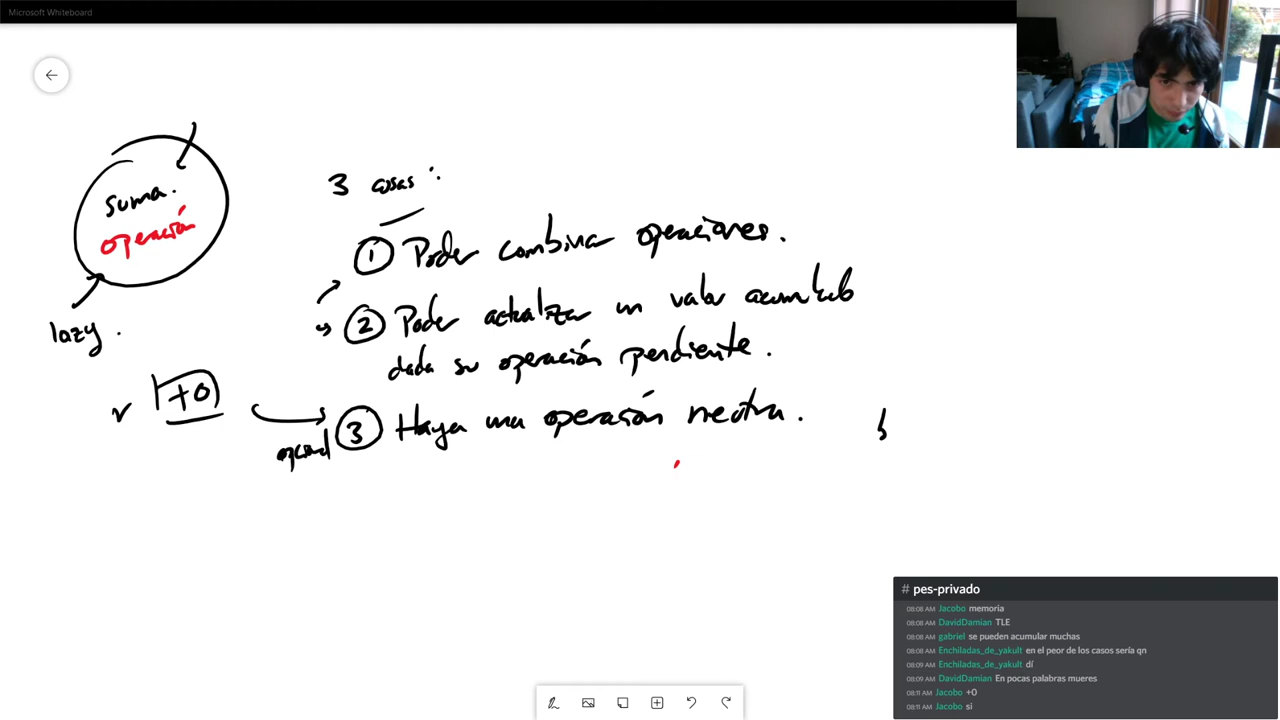 Microsoft Whiteboard
suma.
operación
lazy.
3 cosas:
1 Poder combinar operaciones.
2 Poder actualizar un valor acumulado
dada su operación pendiente.
+0
opcional
3 Haya una operación neutra.
# pes-privado
08:08 AM Jacobo memoria
08:08 AM DavidDamian TLE
08:08 AM gabriel se pueden acumular muchas
08:08 AM Enchiladas_de_yakult en el peor de los casos sería qn
08:09 AM Enchiladas_de_yakult dí
08:09 AM DavidDamian En pocas palabras mueres
08:11 AM Jacobo +0
08:11 AM Jacobo si